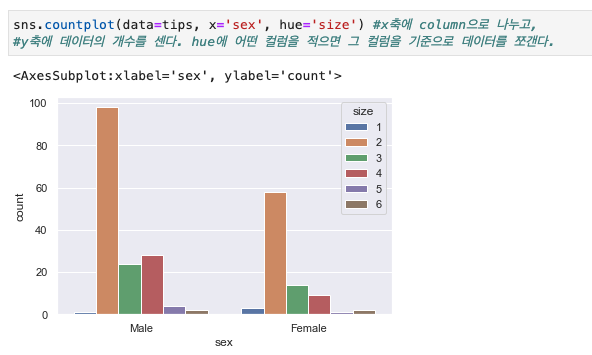 sns.countplot(data=tips, x='sex', hue='size') #x축에 column으로 나누고,
#y축에 데이터의 개수를 센다. hue에 어떤 컬럼을 적으면 그 컬럼을 기준으로 데이터를 쪼갠다.
<AxesSubplot:xlabel='sex', ylabel='count'>
100
80
60
40
20
0
count
size
1
2
3
4
5
6
Male
Female
sex